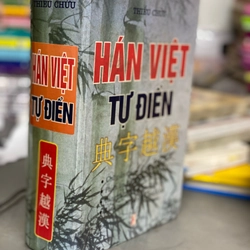 THIỀU CHỬU
HÁN VIỆT
TỰ ĐIỂN
典字越漢
THIỀU CHỬU
HÁN VIỆT
TỰ ĐIỂN
典字越漢